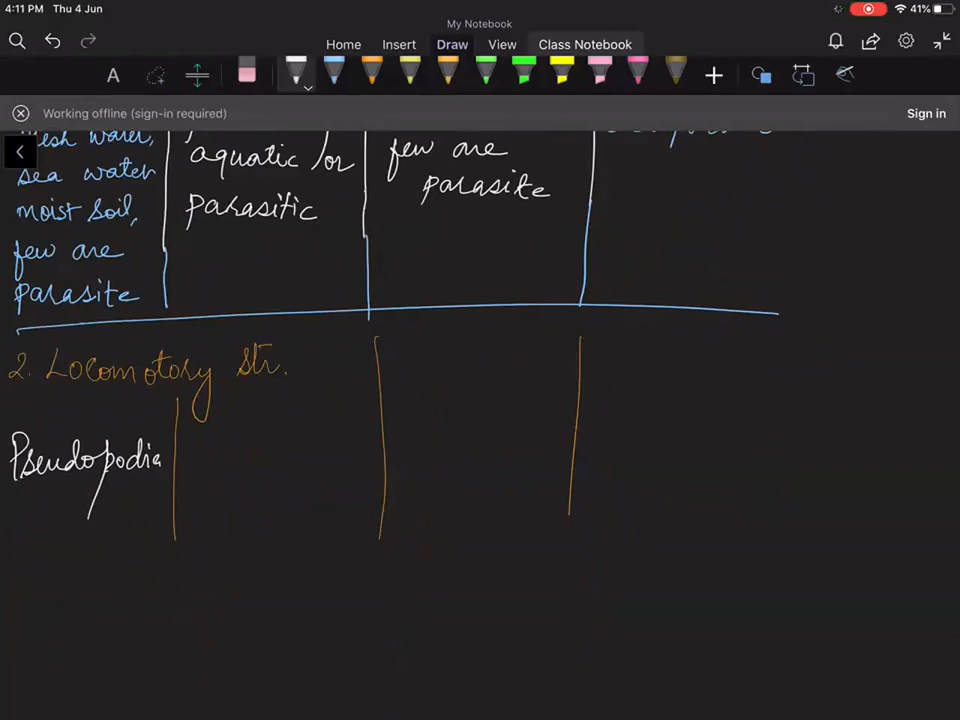 4:11 PM Thu 4 Jun
41%
My Notebook
Home Insert Draw View Class Notebook
Working offline (sign-in required)
Sign in
water,
sea water
moist soil,
few are
parasite
aquatic /or
parasitic
few are
parasite
2. Locomotory Str.
Pseudopodia